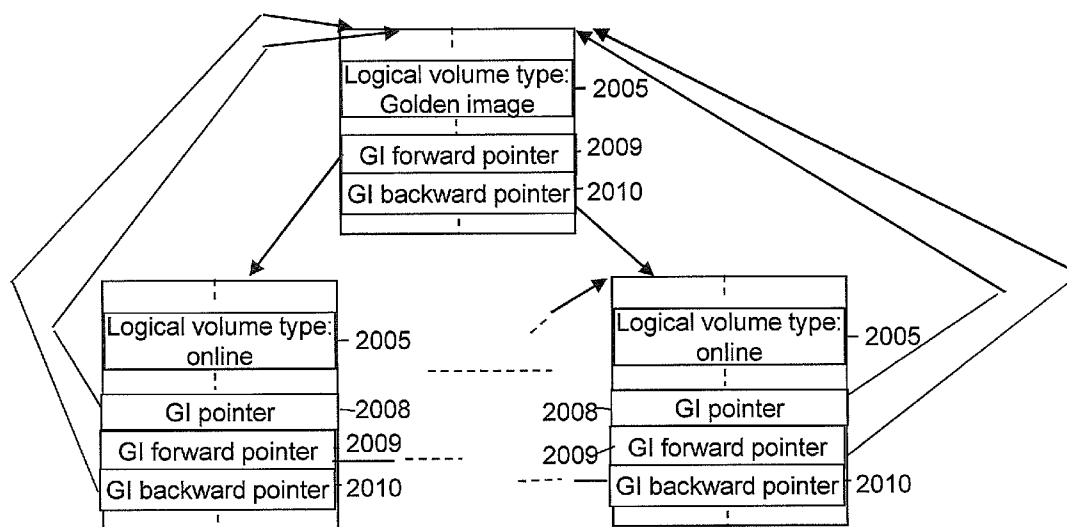 Logical volume type:
Golden image
2005
GI forward pointer
2009
GI backward pointer
2010
Logical volume type:
online
2005
GI pointer
2008
GI forward pointer
2009
GI backward pointer
2010
Logical volume type:
online
2005
2008
GI pointer
2009
GI forward pointer
GI backward pointer
2010